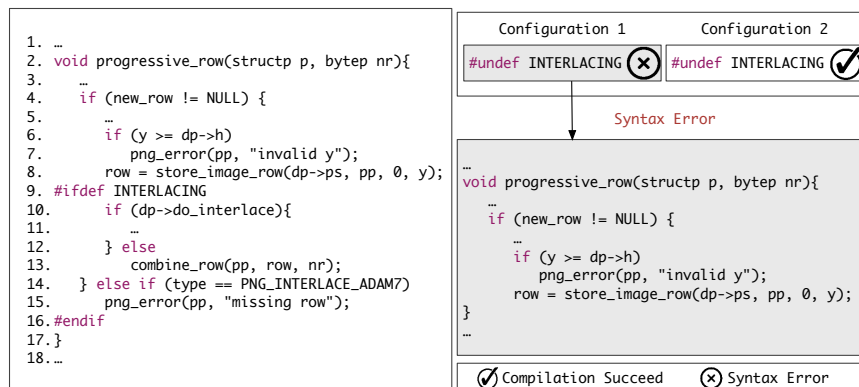 1. …
2. void progressive_row(structp p, bytep nr){
3. …
4. if (new_row != NULL) {
5. …
6. if (y >= dp->h)
7. png_error(pp, "invalid y");
8. row = store_image_row(dp->ps, pp, 0, y);
9. #ifdef INTERLACING
10. if (dp->do_interlace){
11. …
12. } else
13. combine_row(pp, row, nr);
14. } else if (type == PNG_INTERLACE_ADAM7)
15. png_error(pp, "missing row");
16.#endif
17.}
18.…
Configuration 1 Configuration 2
#undef INTERLACING #undef INTERLACING
Syntax Error
…
void progressive_row(structp p, bytep nr){
…
if (new_row != NULL) {
…
if (y >= dp->h)
png_error(pp, "invalid y");
row = store_image_row(dp->ps, pp, 0, y);
}
…
Compilation Succeed Syntax Error